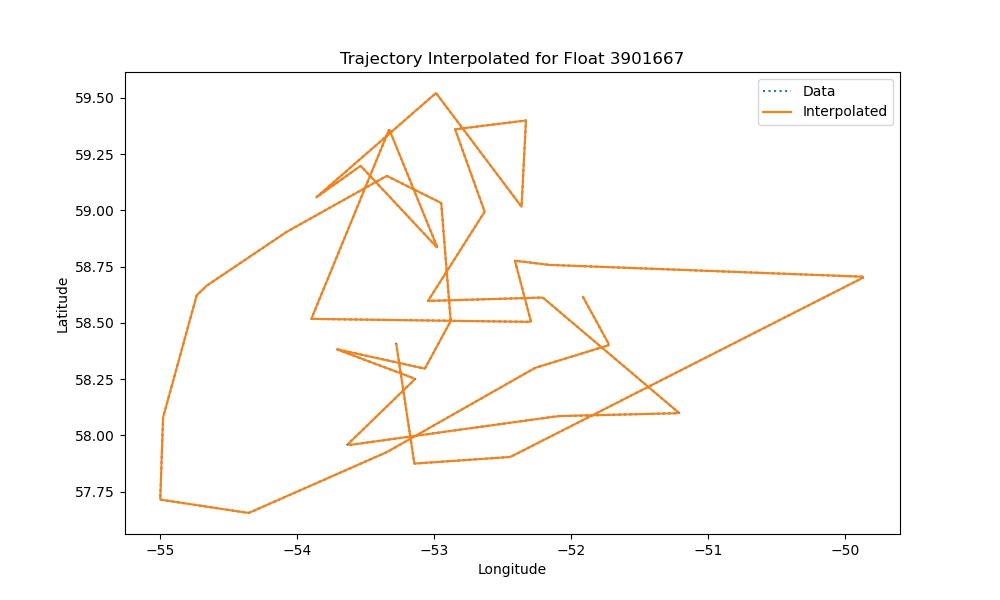 Trajectory Interpolated for Float 3901667
Data
Interpolated
59.50
59.25
59.00
58.75
58.50
58.25
58.00
57.75
Latitude
−55
−54
−53
−52
−51
−50
Longitude